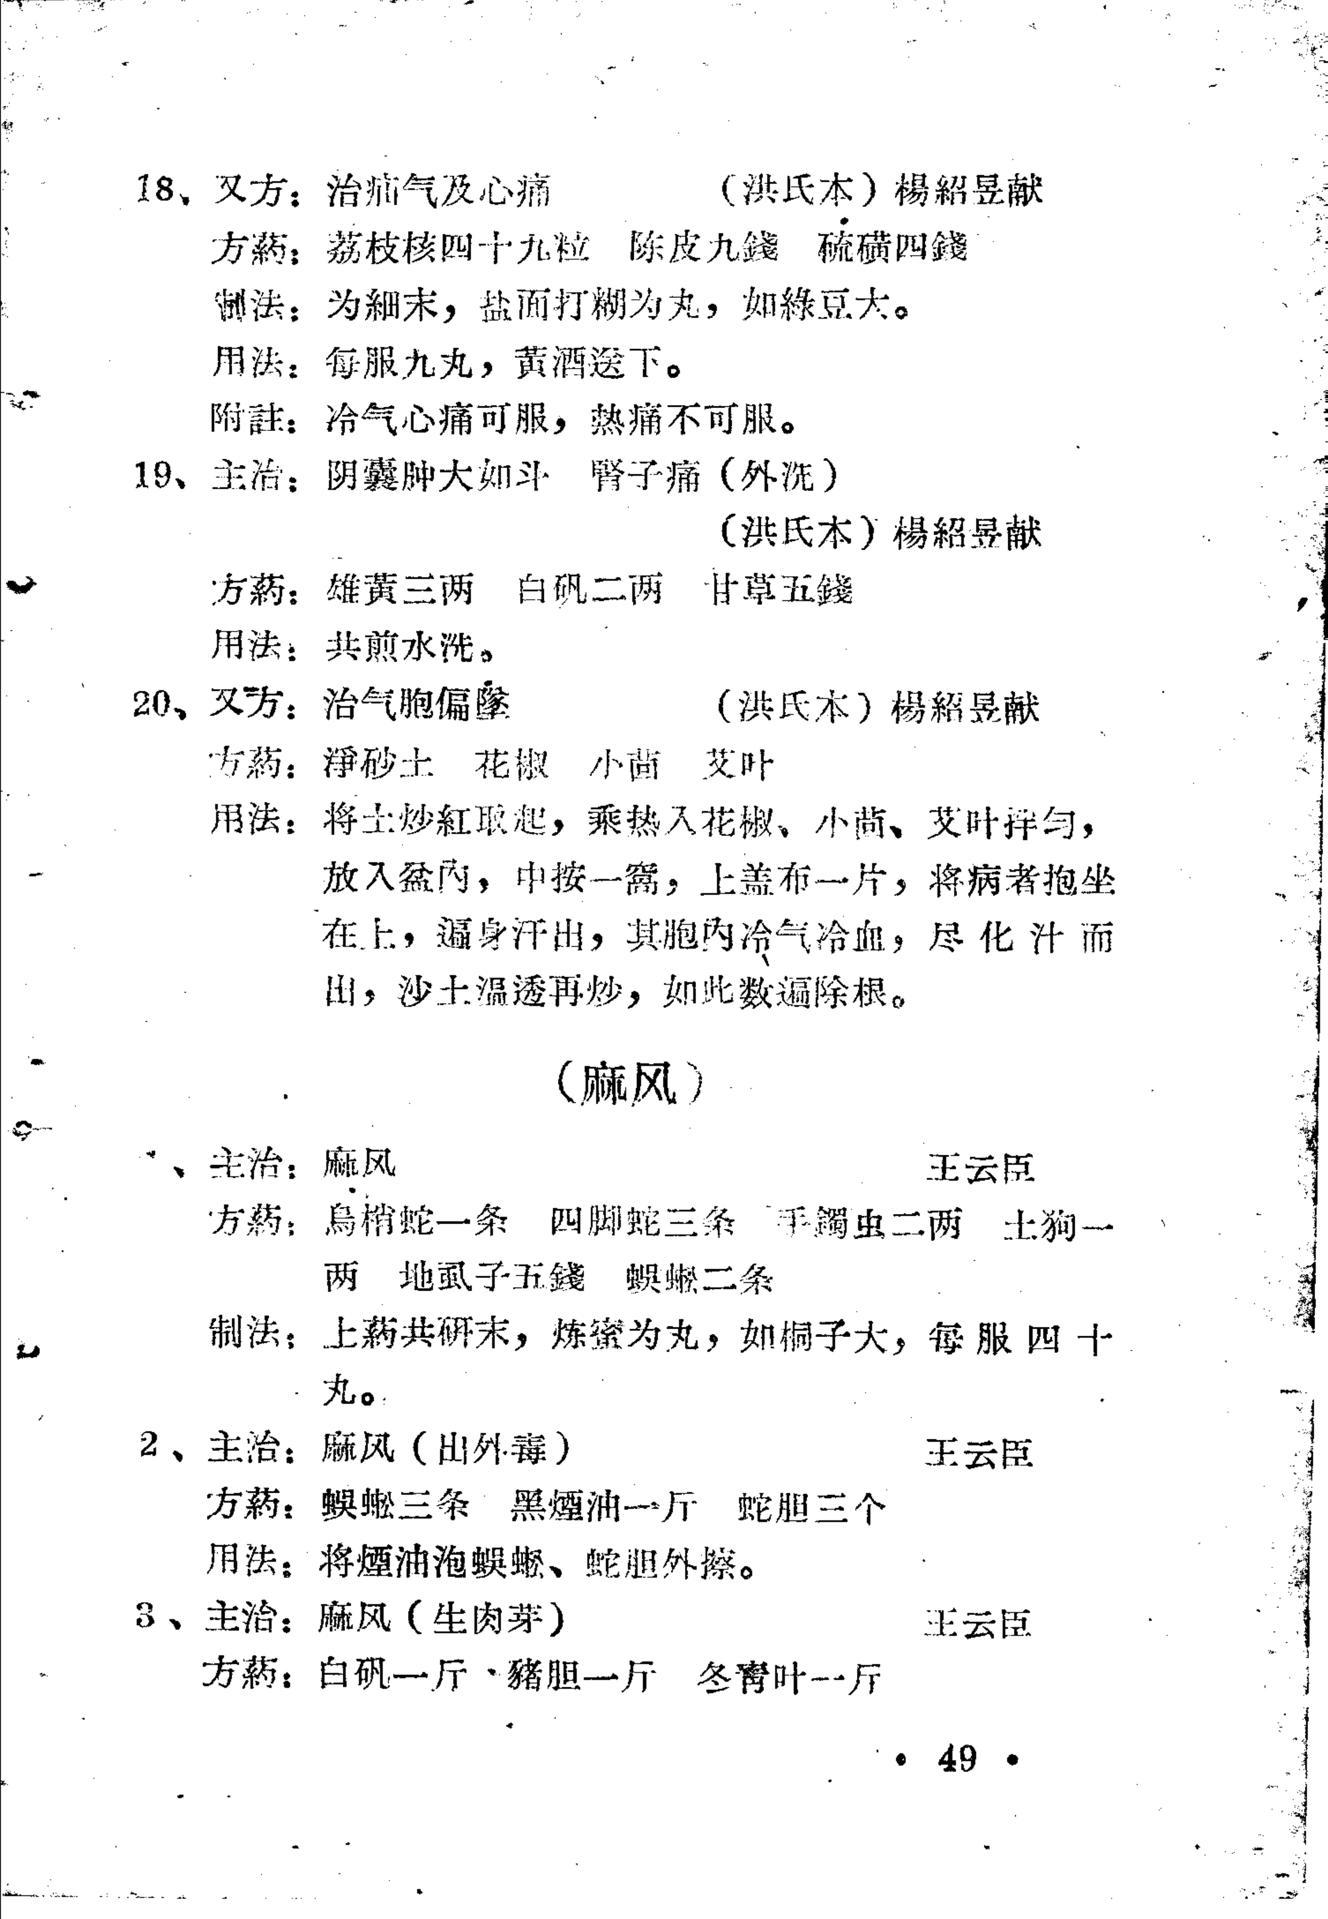 18、又方：治疝气及心痛 （洪氏本）楊紹昱献
方葯：荔枝核四十九粒 陈皮九錢 硫磺四錢
制法：为細末，盐面打糊为丸，如綠豆大。
用法：每服九丸，黄酒送下。
附註：冷气心痛可服，热痛不可服。
19、主治：阴囊肿大如斗 腎子痛（外洗）
（洪氏本）楊紹昱献
方葯：雄黃三两 白矾二两 甘草五錢
用法：共煎水洗。
20、又方：治气胞偏墜 （洪氏本）楊紹昱献
方葯：淨砂土 花椒 小茴 艾叶
用法：将土炒紅取起，乘热入花椒、小茴、艾叶拌匀，
放入盆內，中按一窩，上盖布一片，将病者抱坐
在上，遍身汗出，其胞內冷气冷血，尽化汁而
出，沙土溫透再炒，如此数遍除根。
（麻风）
、主治：麻风 王云臣
方葯：烏梢蛇一条 四脚蛇三条 手鐲虫二两 土狗一
两 地虱子五錢 蜈蚣二条
制法：上葯共研末，炼蜜为丸，如桐子大，每服四十
丸。
2、主治：麻风（出外毒） 王云臣
方葯：蜈蚣三条 黑煙油一斤 蛇胆三个
用法：将煙油泡蜈蚣、蛇胆外擦。
3、主治：麻风（生肉芽） 王云臣
方葯：白矾一斤 豬胆一斤 冬青叶一斤
• 49 •